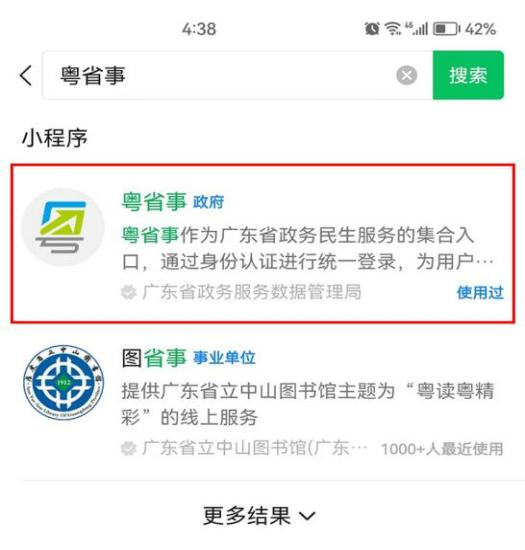 4:38
42%
粤省事
搜索
小程序
粤省事 政府
粤省事作为广东省政务民生服务的集合入
口，通过身份认证进行统一登录，为用户…
广东省政务服务数据管理局 使用过
图省事 事业单位
提供广东省立中山图书馆主题为“粤读粤精
彩”的线上服务
广东省立中山图书馆(广东… 1000+人最近使用
更多结果